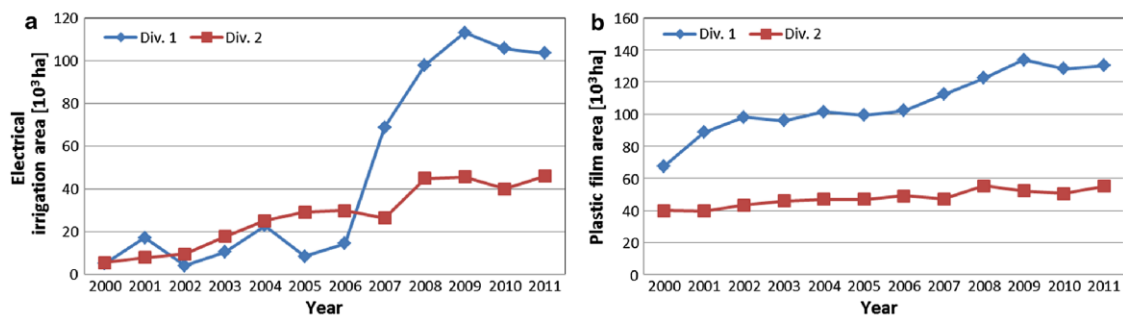 a
Div. 1
Div. 2
Electrical
irrigation area [10³ha]
120
100
80
60
40
20
0
2000 2001 2002 2003 2004 2005 2006 2007 2008 2009 2010 2011
Year
b
Div. 1
Div. 2
Plastic film area [10³ha]
160
140
120
100
80
60
40
20
0
2000 2001 2002 2003 2004 2005 2006 2007 2008 2009 2010 2011
Year